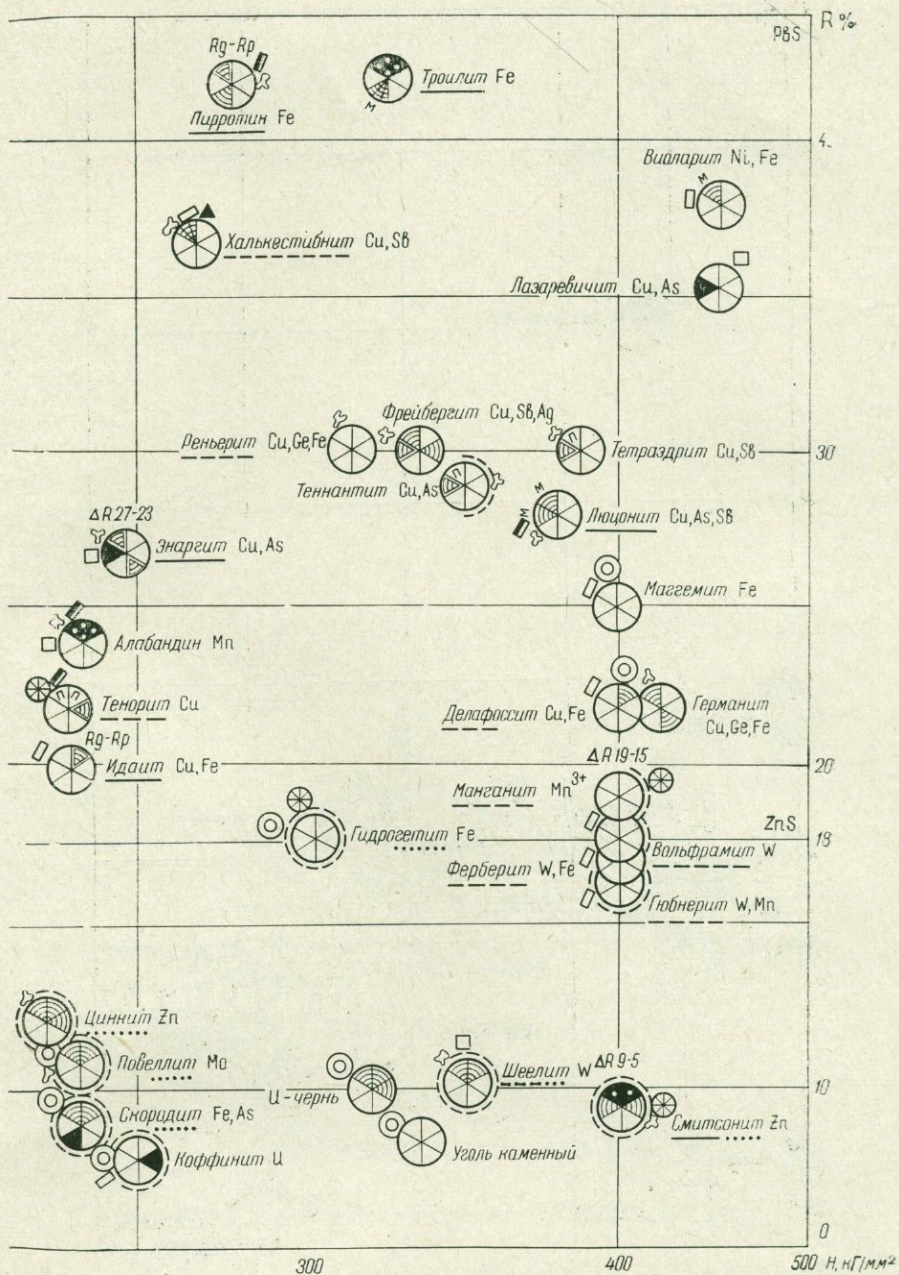 R%
PBS
Rg-Rp
Троилит Fe
М
Пирротин Fe
4
Виоларит Ni, Fe
М
Халькестибнит Cu, Sb
Лазаревичит Cu, As
Фрейбергит Cu, Sb, Ag
Реньерит Cu, Ge, Fe
П
Тетраэдрит Cu, Sb
30
П
Теннантит Cu, As
М
М
Люцонит Cu, As, Sb
ΔR 27-23
Энаргит Cu, As
Маггемит Fe
Алабандин Mn
П П
Тенорит Cu
Делафоссит Cu, Fe
Германит
Cu, Ge, Fe
Rg-Rp
Идаит Cu, Fe
ΔR 19-15
20
Манганит Mn³⁺
ZnS
Гидрогетит Fe
18
Вольфрамит W
Ферберит W, Fe
Гюбнерит W, Mn
Цинкит Zn
Повеллит Mo
Шеелит W
ΔR 9-5
U-чернь
10
Скородит Fe, As
Смитсонит Zn
Уголь каменный
Коффинит U
0
300
400
500 H, кГ/мм²